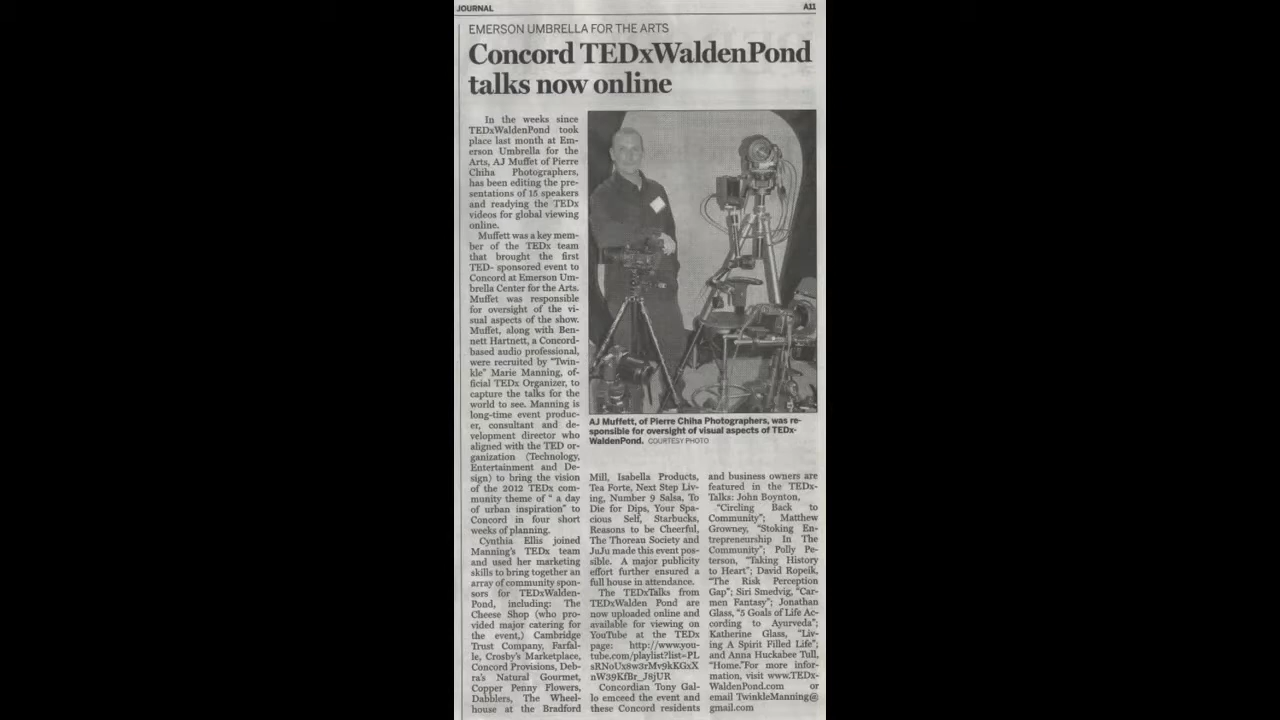 JOURNAL
A11
EMERSON UMBRELLA FOR THE ARTS
Concord TEDxWaldenPond
talks now online
In the weeks since
TEDxWaldenPond took
place last month at Em-
erson Umbrella for the
Arts, AJ Muffet of Pierre
Chiha Photographers,
has been editing the pre-
sentations of 15 speakers
and readying the TEDx
videos for global viewing
online.
Muffett was a key mem-
ber of the TEDx team
that brought the first
TED- sponsored event to
Concord at Emerson Um-
brella Center for the Arts.
Muffet was responsible
for oversight of the vi-
sual aspects of the show.
Muffet, along with Ben-
nett Hartnett, a Concord-
based audio professional,
were recruited by "Twin-
kle" Marie Manning, of-
ficial TEDx Organizer, to
capture the talks for the
world to see. Manning is
long-time event produc-
er, consultant and de-
velopment director who
aligned with the TED or-
ganization (Technology,
Entertainment and De-
sign) to bring the vision
of the 2012 TEDx com-
munity theme of " a day
of urban inspiration" to
Concord in four short
weeks of planning.
Cynthia Ellis joined
Manning's TEDx team
and used her marketing
skills to bring together an
array of community spon-
sors for TEDxWalden-
Pond, including: The
Cheese Shop (who pro-
vided major catering for
the event,) Cambridge
Trust Company, Farfal-
le, Crosby's Marketplace,
Concord Provisions, Deb-
ra's Natural Gourmet,
Copper Penny Flowers,
Dabblers, The Wheel-
house at the Bradford
AJ Muffett, of Pierre Chiha Photographers, was re-
sponsible for oversight of visual aspects of TEDx-
WaldenPond. COURTESY PHOTO
Mill, Isabella Products,
Tea Forte, Next Step Liv-
ing, Number 9 Salsa, To
Die for Dips, Your Spa-
cious Self, Starbucks,
Reasons to be Cheerful,
The Thoreau Society and
JuJu made this event pos-
sible. A major publicity
effort further ensured a
full house in attendance.
The TEDxTalks from
TEDxWalden Pond are
now uploaded online and
available for viewing on
YouTube at the TEDx
page: http://www.you-
tube.com/playlist?list=PL
sRNoUx8w3rMv9kKGxX
nW39KfBr_J8jUR
Concordian Tony Gal-
lo emceed the event and
these Concord residents
and business owners are
featured in the TEDx-
Talks: John Boynton,
"Circling Back to
Community"; Matthew
Growney, "Stoking En-
trepreneurship In The
Community"; Polly Pe-
terson, "Taking History
to Heart"; David Ropeik,
"The Risk Perception
Gap"; Siri Smedvig, "Car-
men Fantasy"; Jonathan
Glass, "5 Goals of Life Ac-
cording to Ayurveda";
Katherine Glass, "Liv-
ing A Spirit Filled Life";
and Anna Huckabee Tull,
"Home."For more infor-
mation, visit www.TEDx-
WaldenPond.com or
email TwinkleManning@
gmail.com